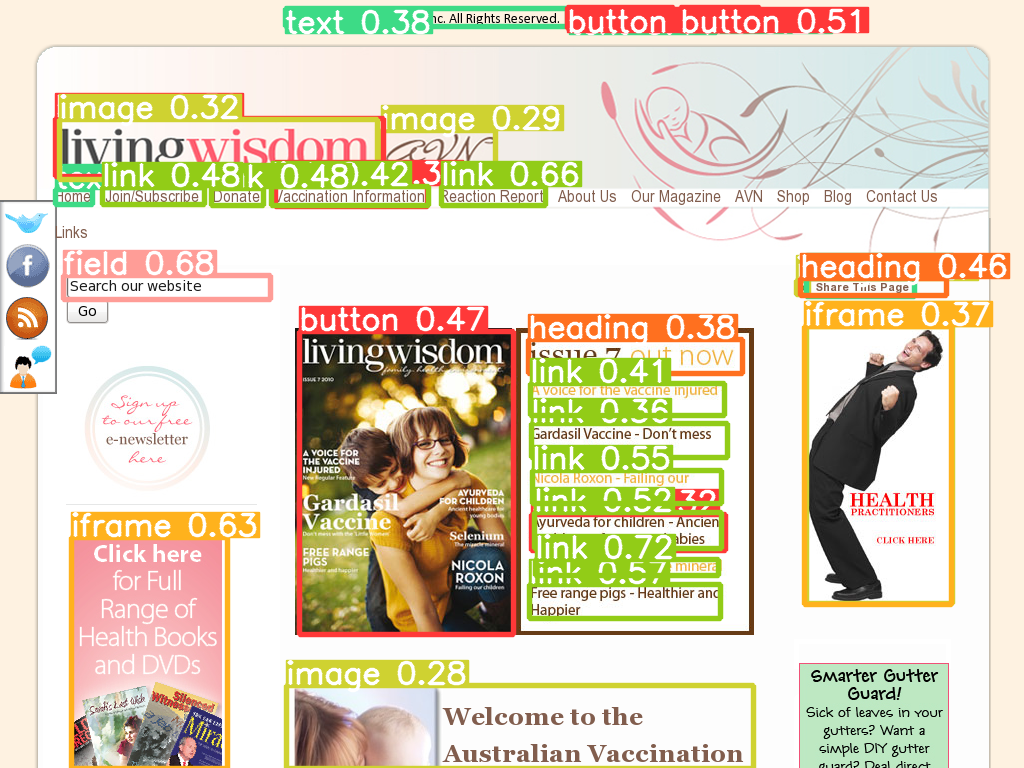 text 0.38
nc. All Rights Reserved.
button button 0.51
image 0.32
image 0.29
livingwisdom
AVN
link 0.48
0.48
link 0.66
Home Join/Subscribe Donate Vaccination Information Reaction Report About Us Our Magazine AVN Shop Blog Contact Us
Links
field 0.68
Search our website
Go
Sign up
to our free
e-newsletter
here
iframe 0.63
Click here
for Full
Range of
Health Books
and DVDs
button 0.47
livingwisdom
ISSUE 7 2010
A VOICE FOR
THE VACCINE
INJURED
New Regular Feature
Gardasil
Vaccine
Don't mess with the 'Little Women'
FREE RANGE
PIGS
Healthier and happier
AYURVEDA
FOR CHILDREN
Ancient healthcare for
young bodies
Selenium
The miracle mineral
NICOLA
ROXON
Failing our children
heading 0.38
issue 7 out now
link 0.41
A voice for the vaccine injured
link 0.36
Gardasil Vaccine - Don't mess
link 0.55
Nicola Roxon - Failing our
link 0.52
Ayurveda for children - Ancien
abies
link 0.72
minera
link 0.57
Free range pigs - Healthier and
Happier
heading 0.46
Share This Page
iframe 0.37
HEALTH
PRACTITIONERS
CLICK HERE
image 0.28
Welcome to the
Australian Vaccination
Smarter Gutter
Guard!
Sick of leaves in your
gutters? Want a
simple DIY gutter
guard? Deal direct